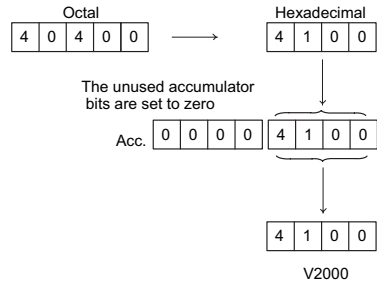 Octal Hexadecimal
4 0 4 0 0 4 1 0 0
The unused accumulator
bits are set to zero
Acc. 0 0 0 0 4 1 0 0
4 1 0 0
V2000